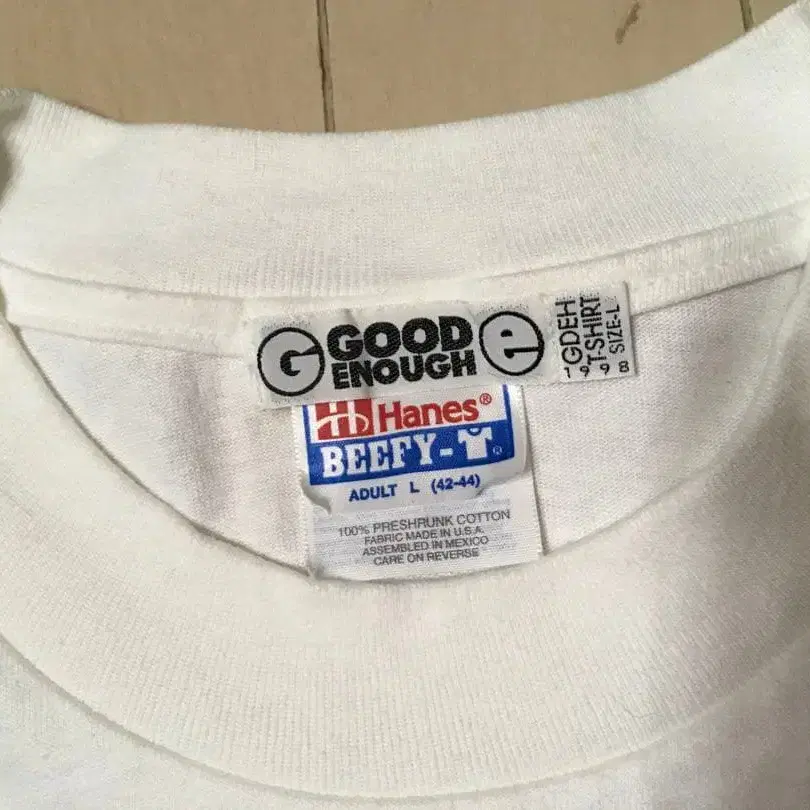 G GOOD ENOUGH e
GDEH
T-SHIRT
SIZE-L
1998
Hanes®
BEEFY-T®
ADULT L (42-44)
100% PRESHRUNK COTTON
FABRIC MADE IN U.S.A.
ASSEMBLED IN MEXICO
CARE ON REVERSE